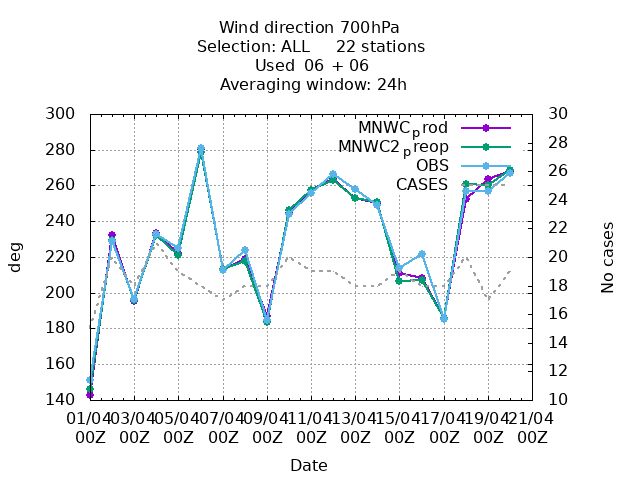 Wind direction 700hPa
Selection: ALL     22 stations
Used  06 + 06
Averaging window: 24h
300 30
280 28
260 26
240 24
220 22
200 20
180 18
160 16
140 14
12
10
deg
No cases
MNWCprod
MNWC2preop
OBS
CASES
01/04 03/04 05/04 07/04 09/04 11/04 13/04 15/04 17/04 19/04 21/04
00Z 00Z 00Z 00Z 00Z 00Z 00Z 00Z 00Z 00Z 00Z
Date